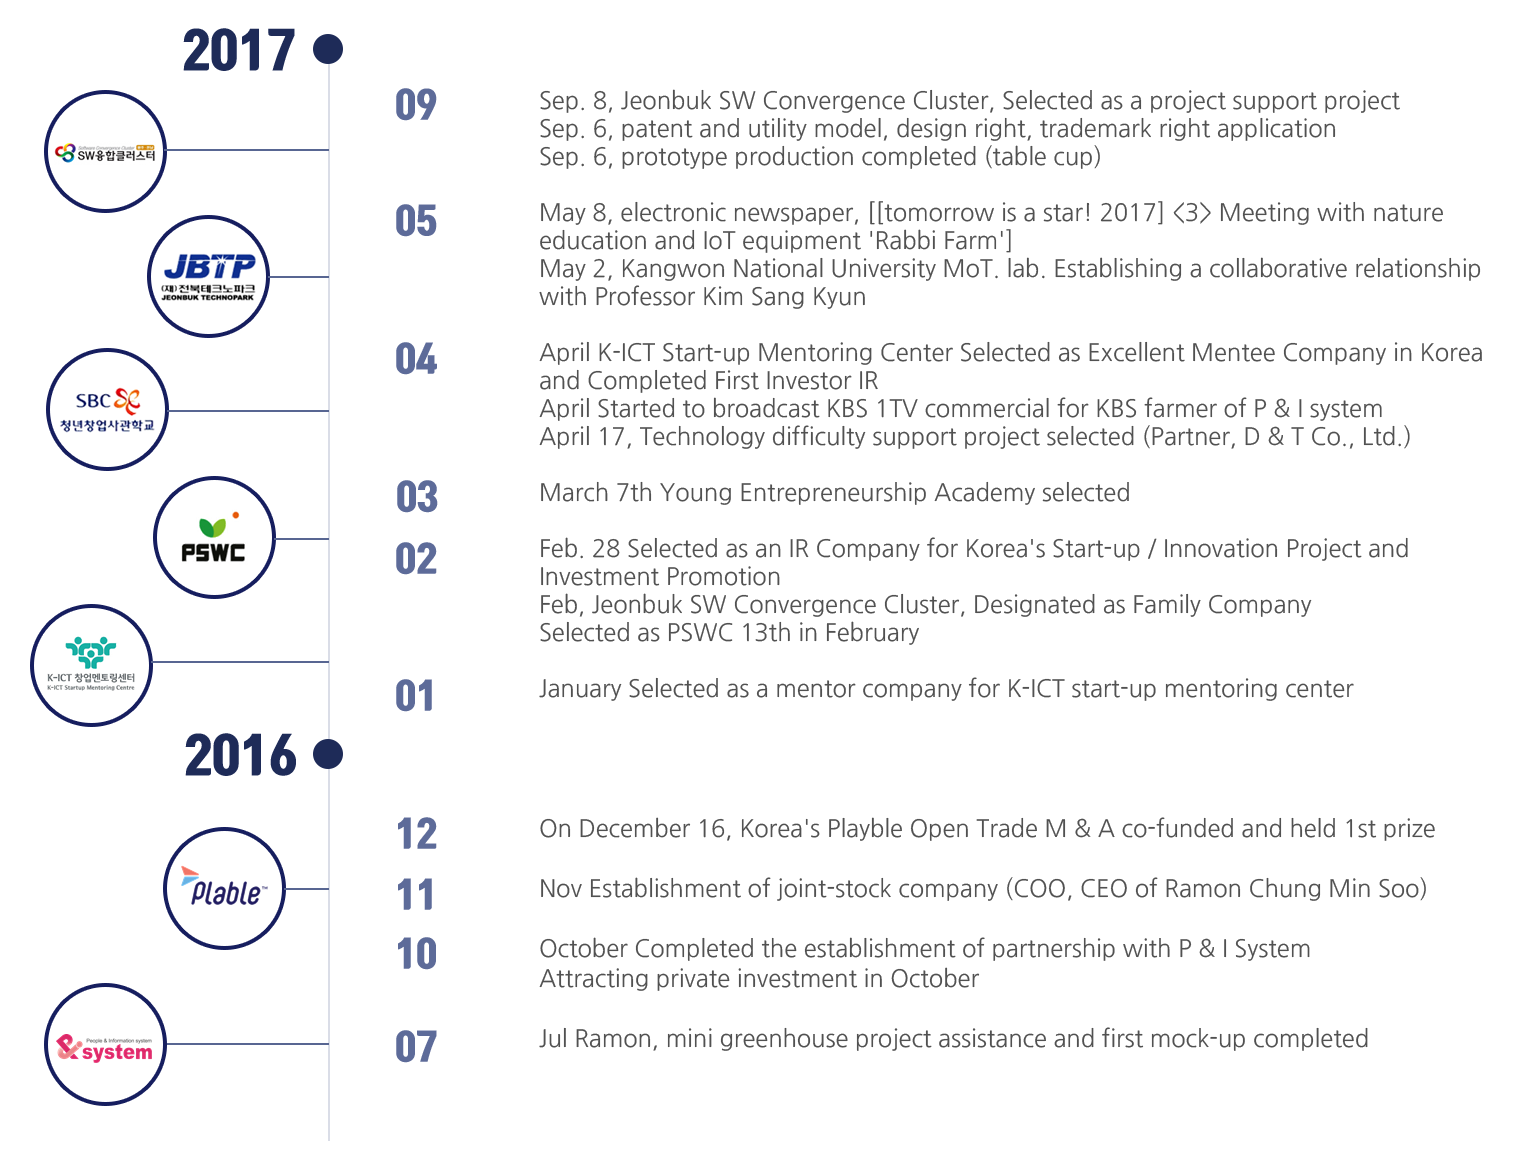 2017
09
Sep. 8, Jeonbuk SW Convergence Cluster, Selected as a project support project
Sep. 6, patent and utility model, design right, trademark right application
Sep. 6, prototype production completed (table cup)
Software Convergence Cluster
SW융합클러스터
05
May 8, electronic newspaper, [[tomorrow is a star! 2017] <3> Meeting with nature
education and IoT equipment 'Rabbi Farm']
May 2, Kangwon National University MoT. lab. Establishing a collaborative relationship
with Professor Kim Sang Kyun
JBTP
(재)전북테크노파크
JEONBUK TECHNOPARK
04
April K-ICT Start-up Mentoring Center Selected as Excellent Mentee Company in Korea
and Completed First Investor IR
April Started to broadcast KBS 1TV commercial for KBS farmer of P & I system
April 17, Technology difficulty support project selected (Partner, D & T Co., Ltd.)
SBC
청년창업사관학교
03
March 7th Young Entrepreneurship Academy selected
PSWC
02
Feb. 28 Selected as an IR Company for Korea's Start-up / Innovation Project and
Investment Promotion
Feb, Jeonbuk SW Convergence Cluster, Designated as Family Company
Selected as PSWC 13th in February
K-ICT 창업멘토링센터
K-ICT Startup Mentoring Centre
01
January Selected as a mentor company for K-ICT start-up mentoring center
2016
12
On December 16, Korea's Playble Open Trade M & A co-funded and held 1st prize
Plable™
11
Nov Establishment of joint-stock company (COO, CEO of Ramon Chung Min Soo)
10
October Completed the establishment of partnership with P & I System
Attracting private investment in October
People & Information system
&system
07
Jul Ramon, mini greenhouse project assistance and first mock-up completed